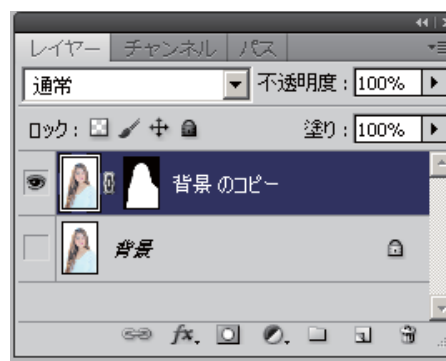 レイヤー チャンネル パス
通常 不透明度: 100%
ロック: 塗り: 100%
背景 のコピー
背景
fx.